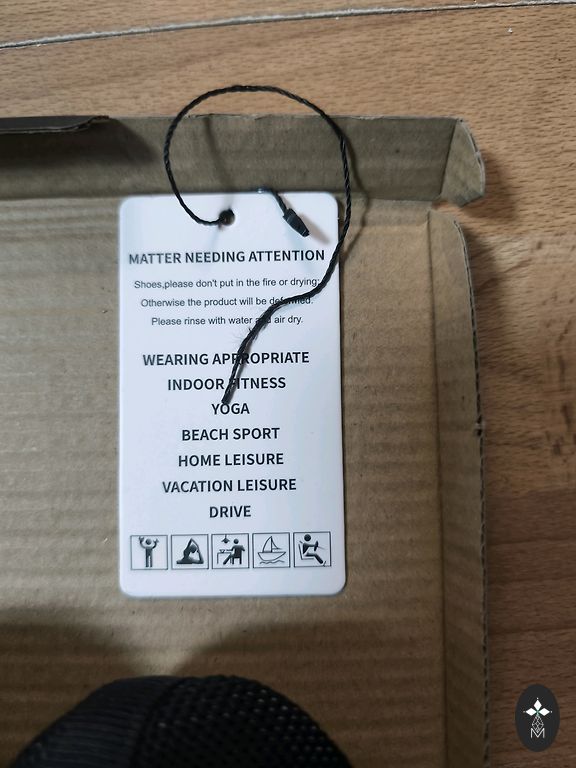 MATTER NEEDING ATTENTION
Shoes,please don't put in the fire or drying;
Otherwise the product will be deformed.
Please rinse with water and air dry.
WEARING APPROPRIATE
INDOOR FITNESS
YOGA
BEACH SPORT
HOME LEISURE
VACATION LEISURE
DRIVE
M